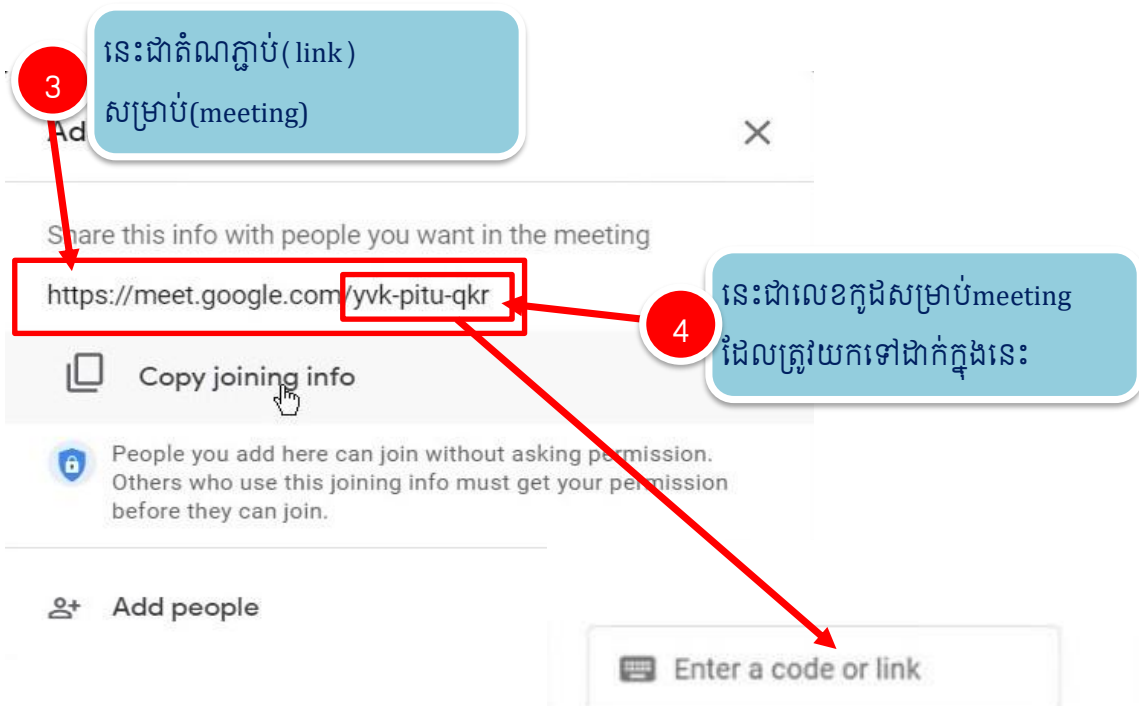 នេះជាតំណភ្ជាប់( link )
សម្រាប់(meeting)
3
Ad
Share this info with people you want in the meeting
https://meet.google.com/yvk-pitu-qkr
នេះជាលេខកូដសម្រាប់meeting
ដែលត្រូវយកទៅដាក់ក្នុងនេះ
4
Copy joining info
People you add here can join without asking permission.
Others who use this joining info must get your permission
before they can join.
Add people
Enter a code or link